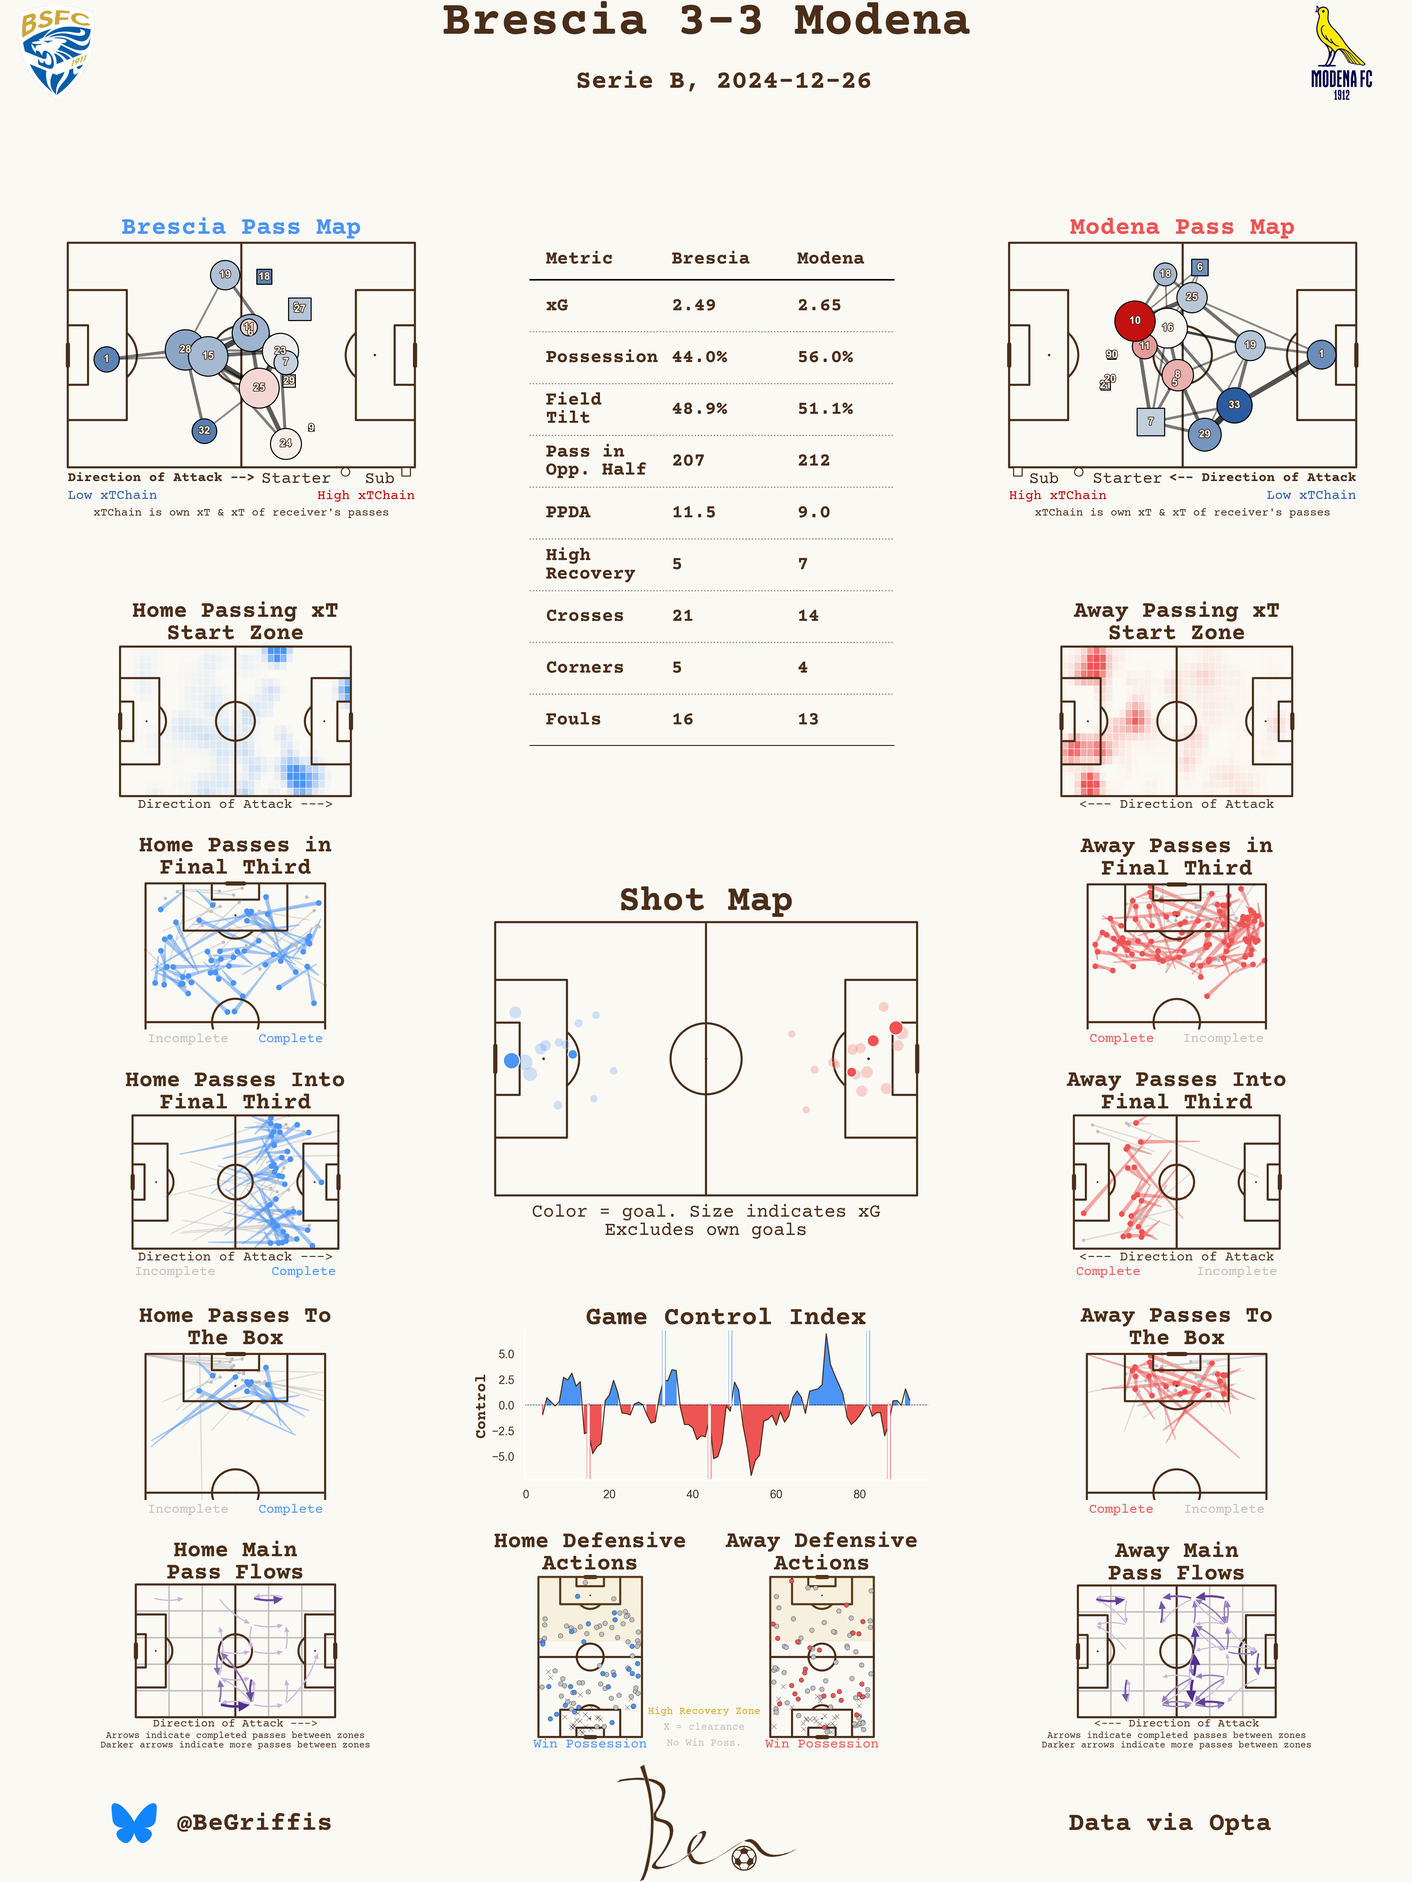 Brescia 3-3 Modena
Serie B, 2024-12-26
BSFC
1911
MODENA FC
1912
Brescia Pass Map
19
18
27
11
28
15
23
7
1
25
29
32
24
9
Direction of Attack --> Starter Sub
Low xTChain High xTChain
xTChain is own xT & xT of receiver's passes
Metric Brescia Modena
xG 2.49 2.65
Possession 44.0% 56.0%
Field
Tilt 48.9% 51.1%
Pass in
Opp. Half 207 212
PPDA 11.5 9.0
High
Recovery 5 7
Crosses 21 14
Corners 5 4
Fouls 16 13
Modena Pass Map
18
6
25
10
16
11
19
1
90
8
5
20
21
33
7
29
Sub Starter <-- Direction of Attack
High xTChain Low xTChain
xTChain is own xT & xT of receiver's passes
Home Passing xT
Start Zone
Direction of Attack --->
Away Passing xT
Start Zone
<--- Direction of Attack
Home Passes in
Final Third
Incomplete Complete
Shot Map
Color = goal. Size indicates xG
Excludes own goals
Away Passes in
Final Third
Complete Incomplete
Home Passes Into
Final Third
Direction of Attack --->
Incomplete Complete
Away Passes Into
Final Third
<--- Direction of Attack
Complete Incomplete
Home Passes To
The Box
Incomplete Complete
Game Control Index
Control
5.0
2.5
0.0
−2.5
−5.0
0 20 40 60 80
Away Passes To
The Box
Complete Incomplete
Home Main
Pass Flows
Direction of Attack --->
Arrows indicate completed passes between zones
Darker arrows indicate more passes between zones
Home Defensive
Actions
Win Possession
High Recovery Zone
X = clearance
No Win Poss.
Away Defensive
Actions
Win Possession
Away Main
Pass Flows
<--- Direction of Attack
Arrows indicate completed passes between zones
Darker arrows indicate more passes between zones
@BeGriffis
Ben
Data via Opta